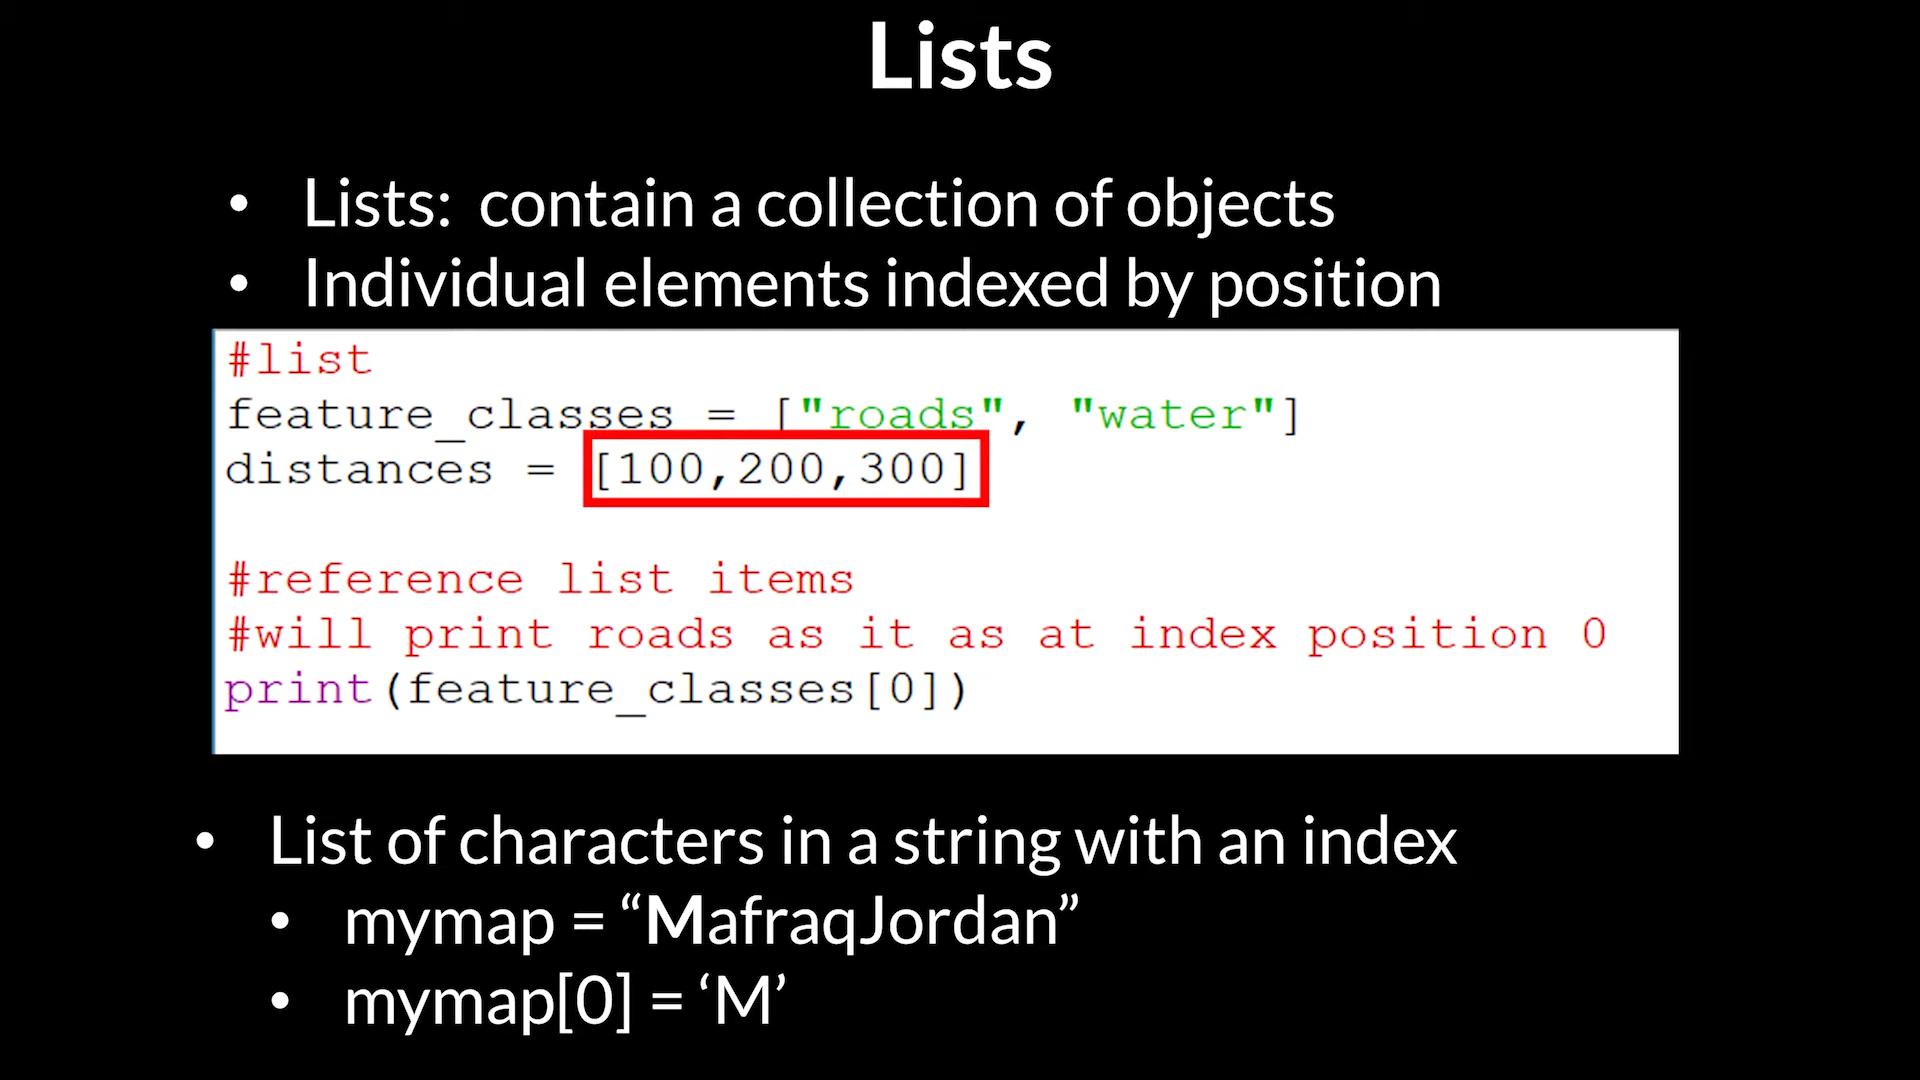 Lists
• Lists: contain a collection of objects
• Individual elements indexed by position
#list
feature_classes = ["roads", "water"]
distances = [100,200,300]
#reference list items
#will print roads as it as at index position 0
print(feature_classes[0])
• List of characters in a string with an index
• mymap = “MafraqJordan”
• mymap[0] = ‘M’